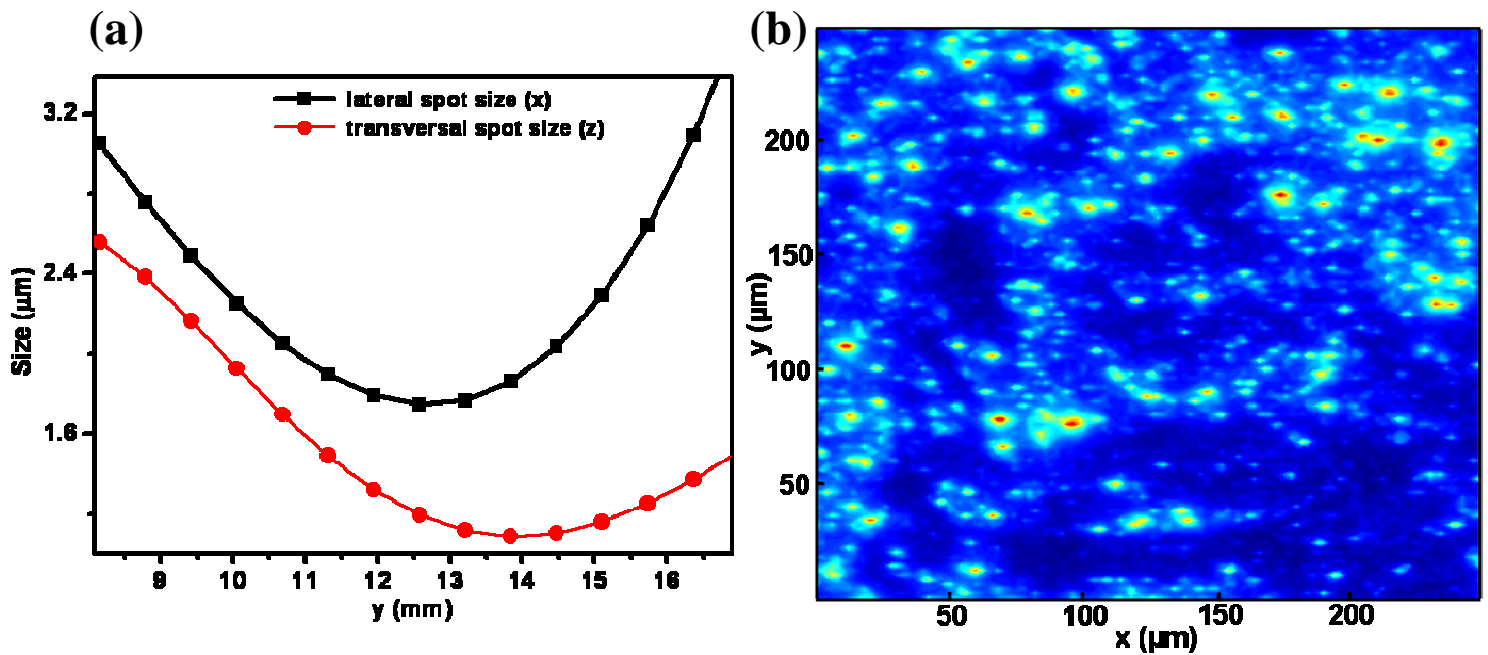 (a)
lateral spot size (x)
transversal spot size (z)
3.2
2.4
1.6
Size (µm)
9 10 11 12 13 14 15 16
y (mm)
(b)
200
150
100
50
y (µm)
50 100 150 200
x (µm)